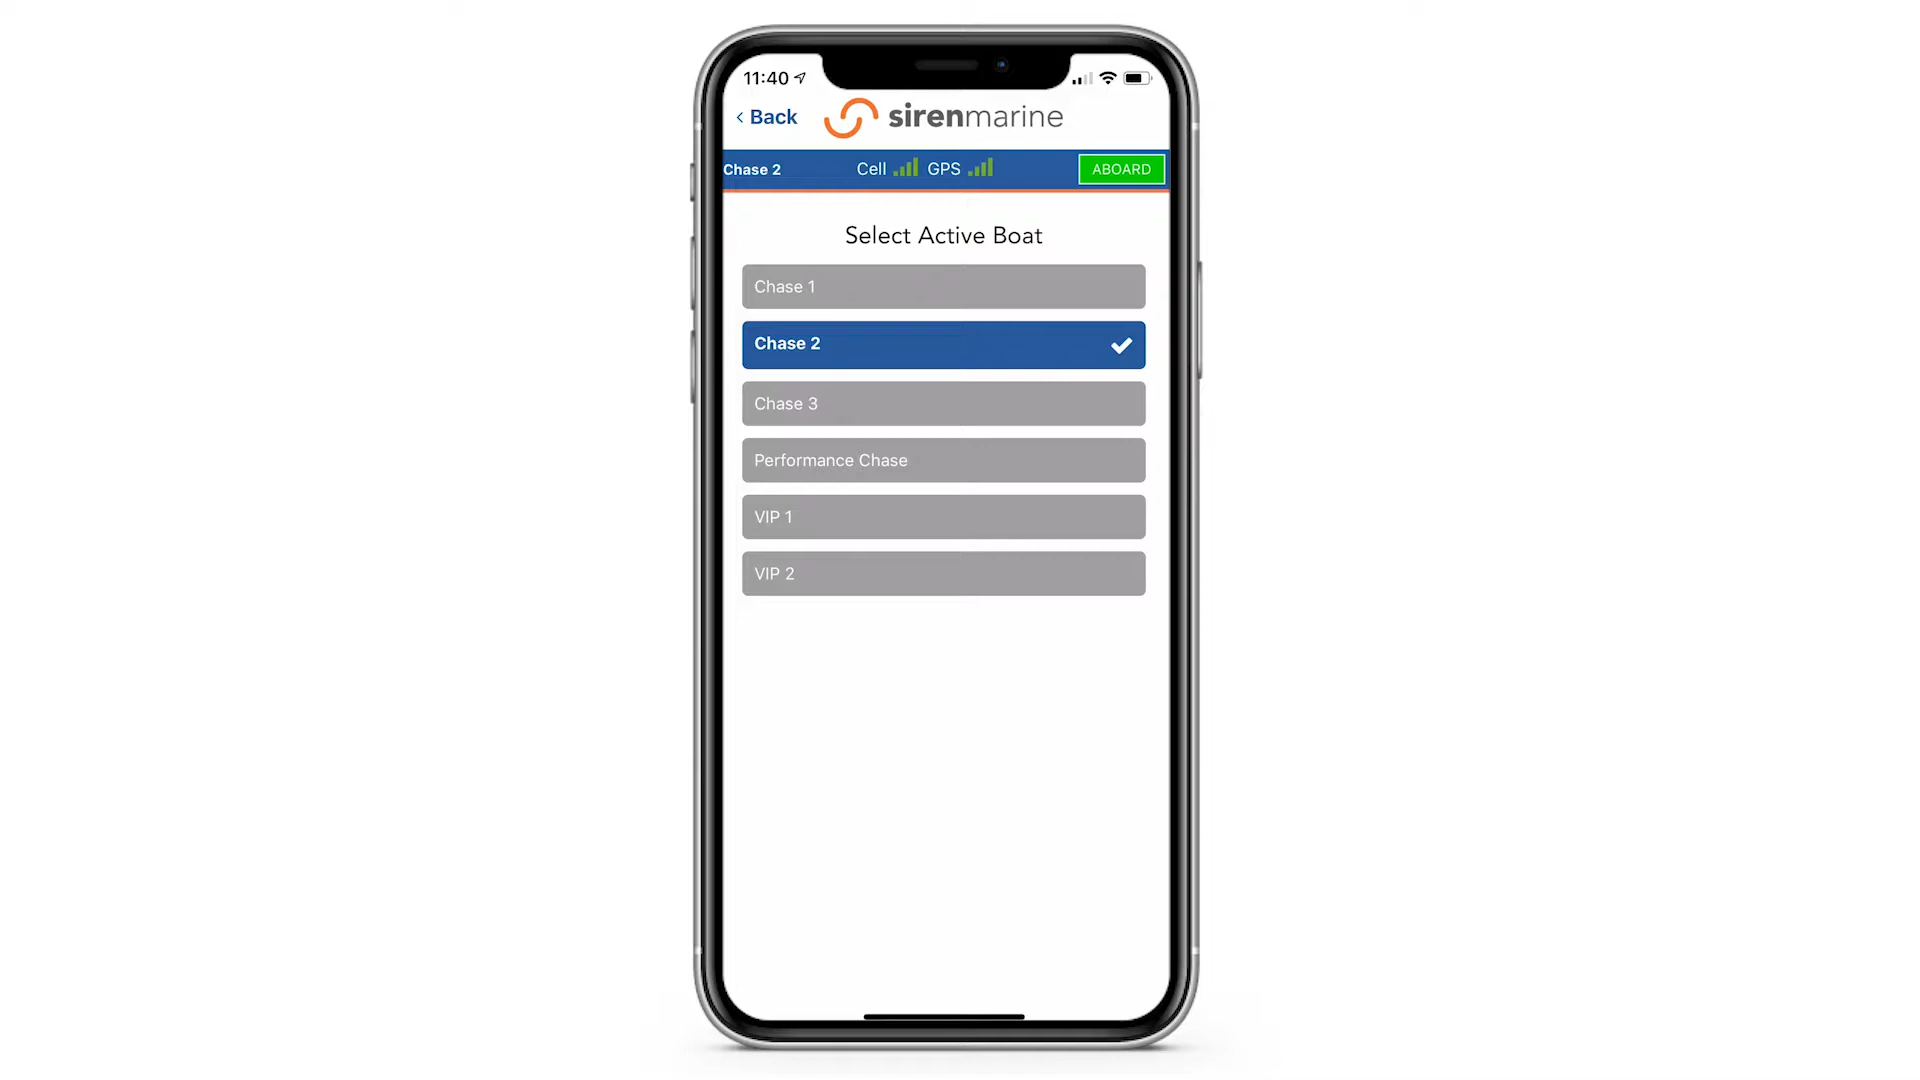 11:40
Back
sirenmarine
Chase 2 Cell GPS ABOARD
Select Active Boat
Chase 1
Chase 2
Chase 3
Performance Chase
VIP 1
VIP 2